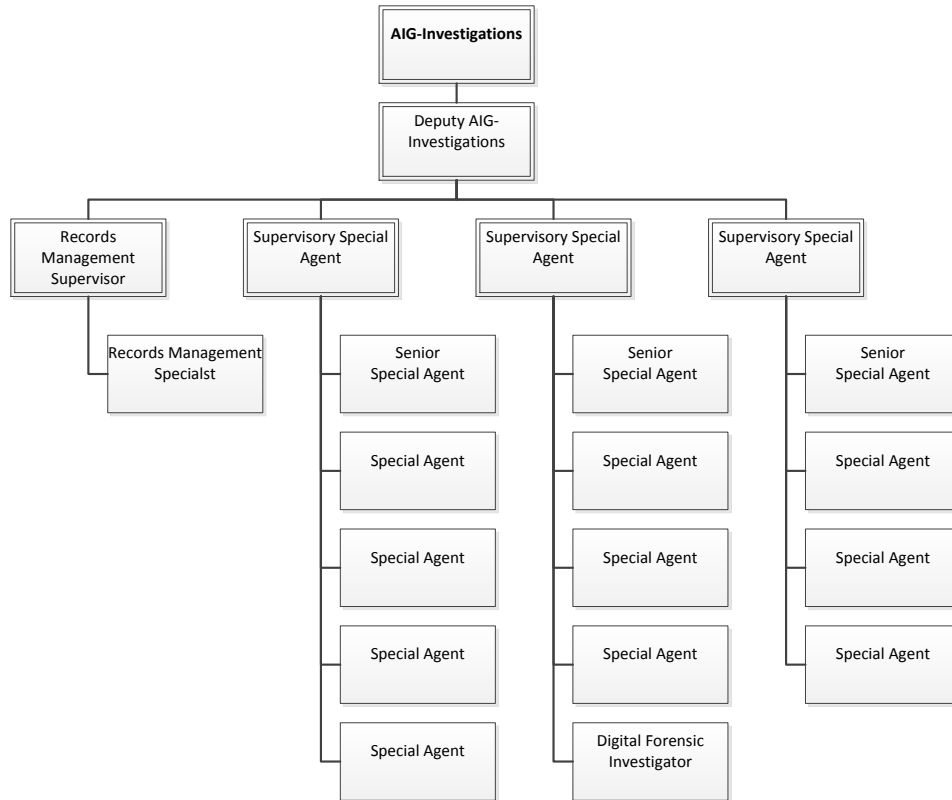 AIG-Investigations
Deputy AIG-
Investigations
Records
Management
Supervisor
Supervisory Special
Agent
Supervisory Special
Agent
Supervisory Special
Agent
Records Management
Specialst
Senior
Special Agent
Senior
Special Agent
Senior
Special Agent
Special Agent
Special Agent
Special Agent
Special Agent
Special Agent
Special Agent
Special Agent
Special Agent
Special Agent
Special Agent
Digital Forensic
Investigator